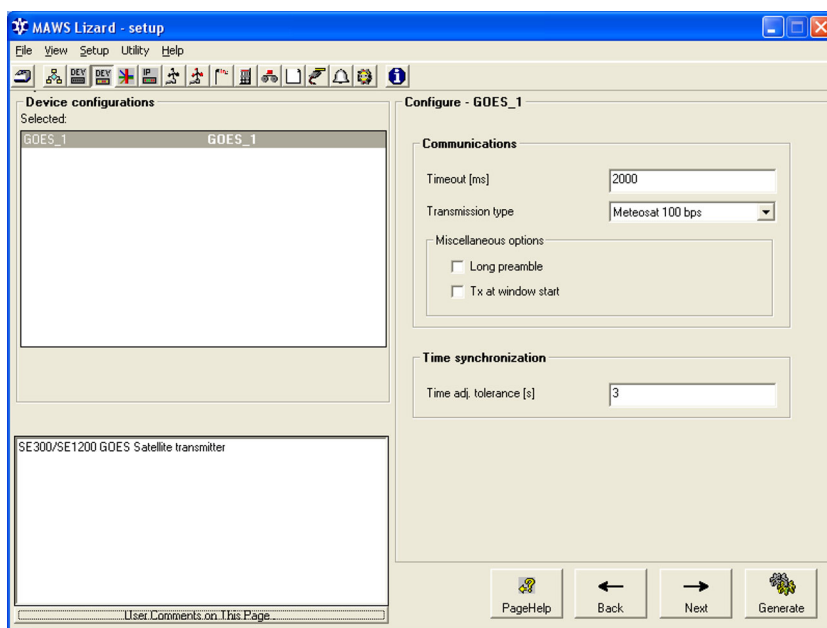 MAWS Lizard - setup
File View Setup Utility Help
Device configurations
Selected:
GOES_1 GOES_1
SE300/SE1200 GOES Satellite transmitter
User Comments on This Page..
Configure - GOES_1
Communications
Timeout [ms] 2000
Transmission type Meteosat 100 bps
Miscellaneous options
Long preamble
Tx at window start
Time synchronization
Time adj. tolerance [s] 3
PageHelp Back Next Generate